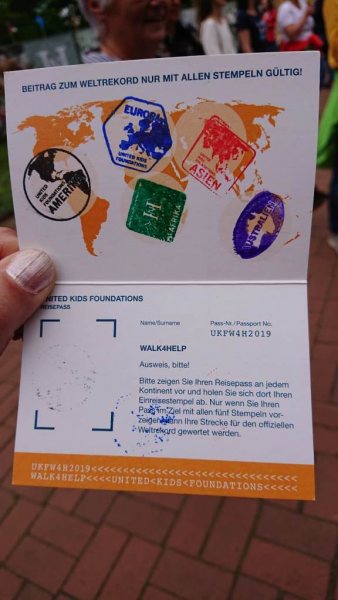 BEITRAG ZUM WELTREKORD NUR MIT ALLEN STEMPELN GÜLTIG!
EUROPA
UNITED KIDS
FOUNDATIONS
UNITED
KIDS
FOUNDATIONS
AMERIKA
ASIEN
AFRIKA
AUSTRALIEN
UNITED KIDS FOUNDATIONS
REISEPASS
Name/Surname
Pass-Nr./Passport No.
UKFW4H2019
WALK4HELP
Ausweis, bitte!
Bitte zeigen Sie Ihren Reisepass an jedem
Kontinent vor und holen Sie sich dort Ihren
Einreisestempel ab. Nur wenn Sie Ihren
Pass im Ziel mit allen fünf Stempeln vor-
zeigen kann Ihre Strecke für den offiziellen
Weltrekord gewertet werden.
UKFW4H2019<<<<<<<<<<<<<<<<<<<<
WALK4HELP<<<<UNITED<KIDS<FOUNDATIONS<<<<<